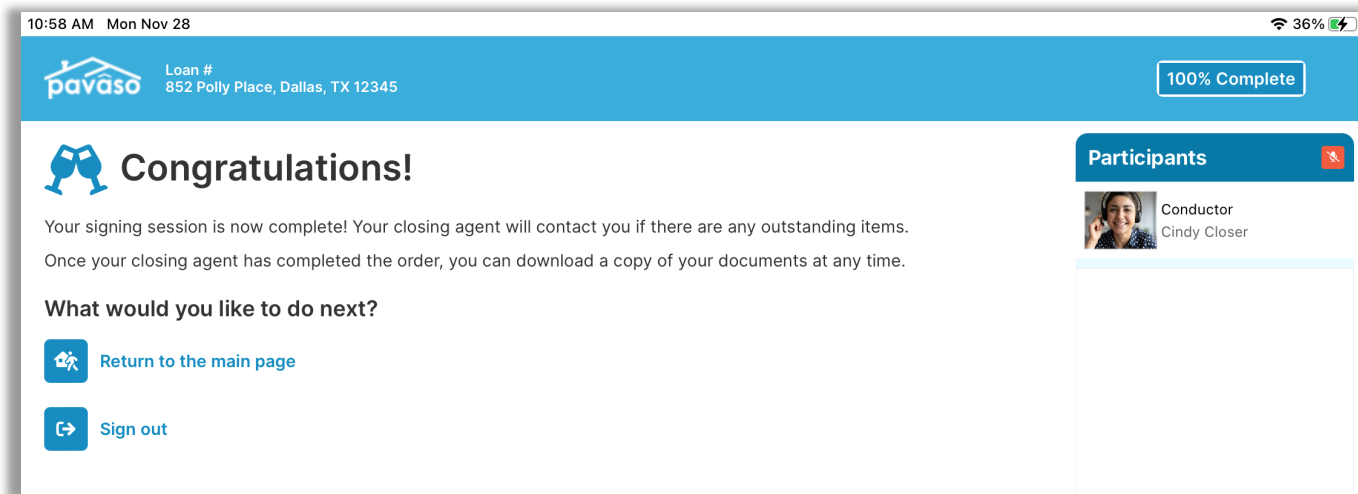 10:58 AM Mon Nov 28
36%
pavaso
Loan #
852 Polly Place, Dallas, TX 12345
100% Complete
Congratulations!
Your signing session is now complete! Your closing agent will contact you if there are any outstanding items.
Once your closing agent has completed the order, you can download a copy of your documents at any time.
What would you like to do next?
Return to the main page
Sign out
Participants
Conductor
Cindy Closer